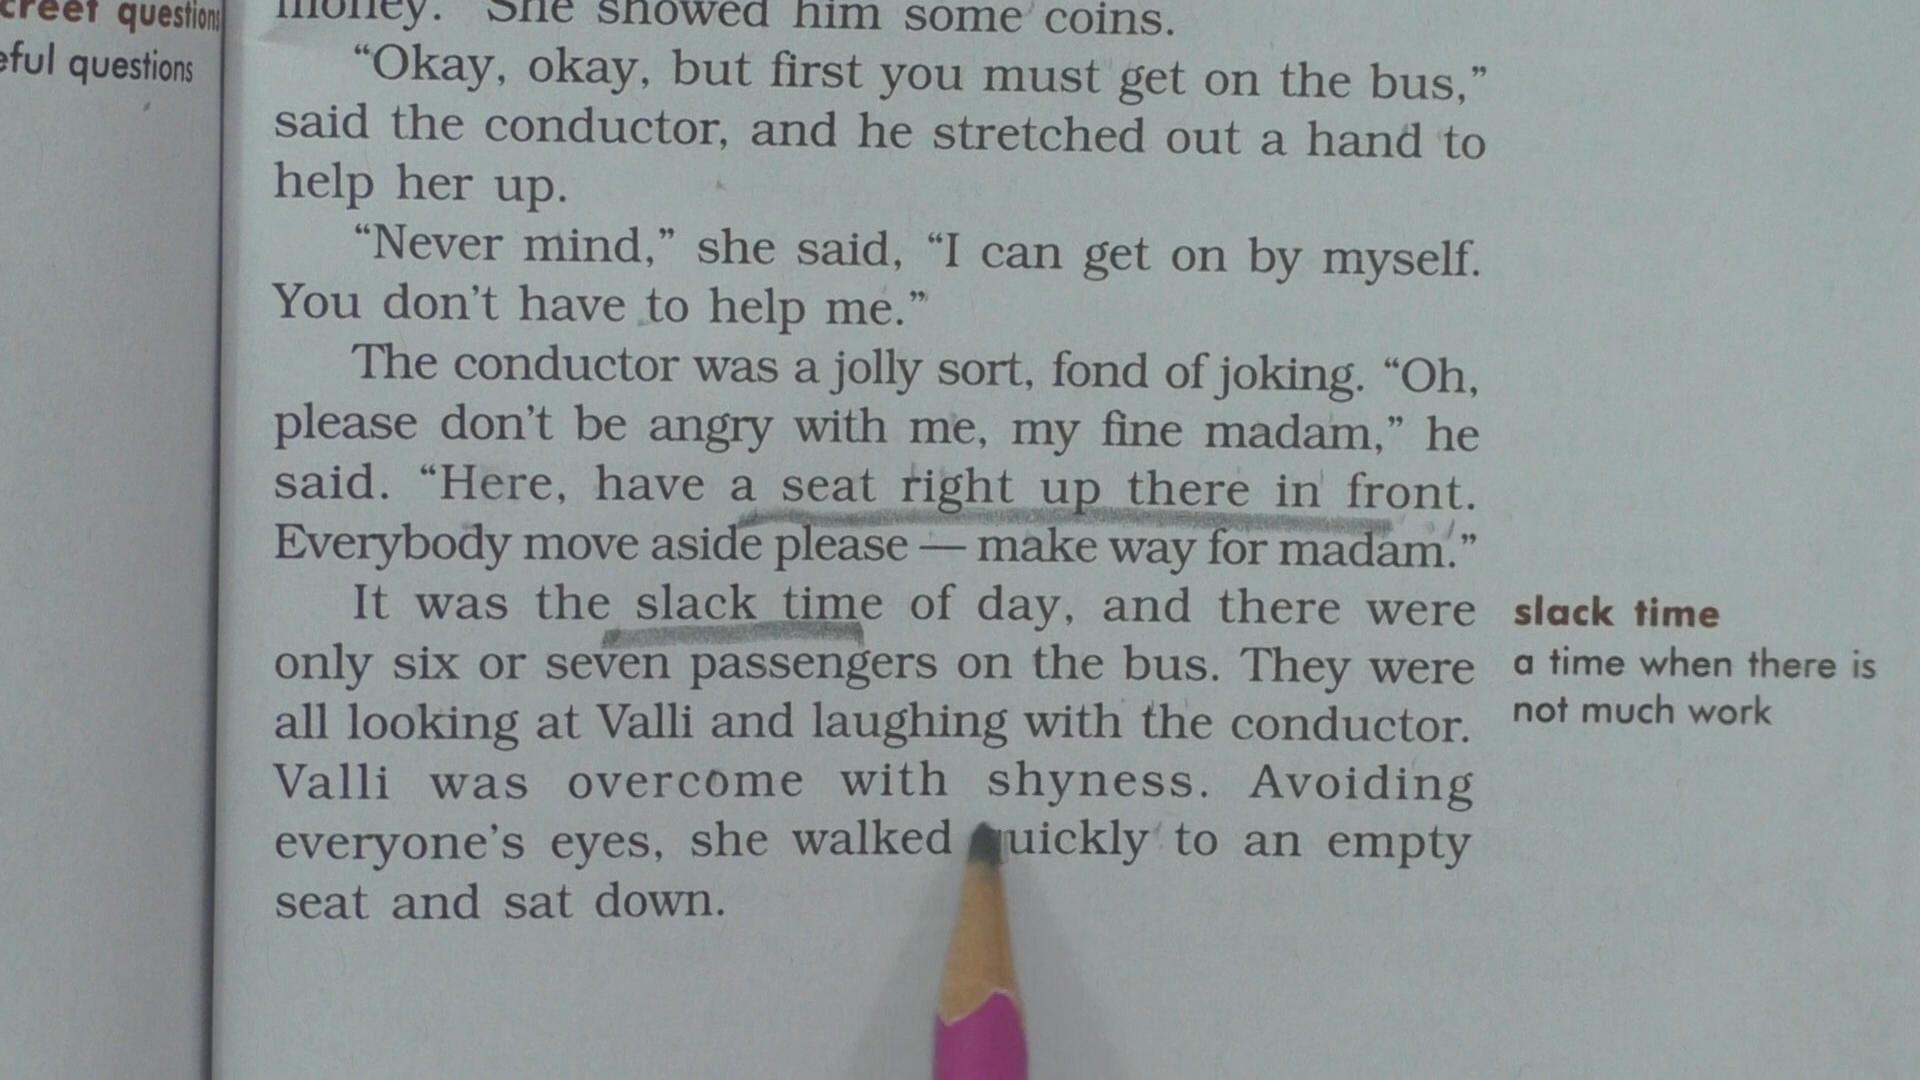 questions
questions
money. She showed him some coins.
“Okay, okay, but first you must get on the bus,”
said the conductor, and he stretched out a hand to
help her up.
“Never mind,” she said, “I can get on by myself.
You don’t have to help me.”
The conductor was a jolly sort, fond of joking. “Oh,
please don’t be angry with me, my fine madam,” he
said. “Here, have a seat right up there in front.
Everybody move aside please — make way for madam.”
It was the slack time of day, and there were
only six or seven passengers on the bus. They were
all looking at Valli and laughing with the conductor.
Valli was overcome with shyness. Avoiding
everyone’s eyes, she walked quickly to an empty
seat and sat down.
slack time
a time when there is
not much work